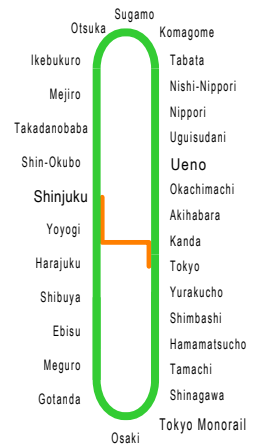 Sugamo
Otsuka
Komagome
Ikebukuro
Tabata
Mejiro
Nishi-Nippori
Nippori
Takadanobaba
Uguisudani
Shin-Okubo
Ueno
Shinjuku
Okachimachi
Akihabara
Yoyogi
Kanda
Harajuku
Tokyo
Yurakucho
Shibuya
Shimbashi
Ebisu
Hamamatsucho
Meguro
Tamachi
Gotanda
Shinagawa
Tokyo Monorail
Osaki